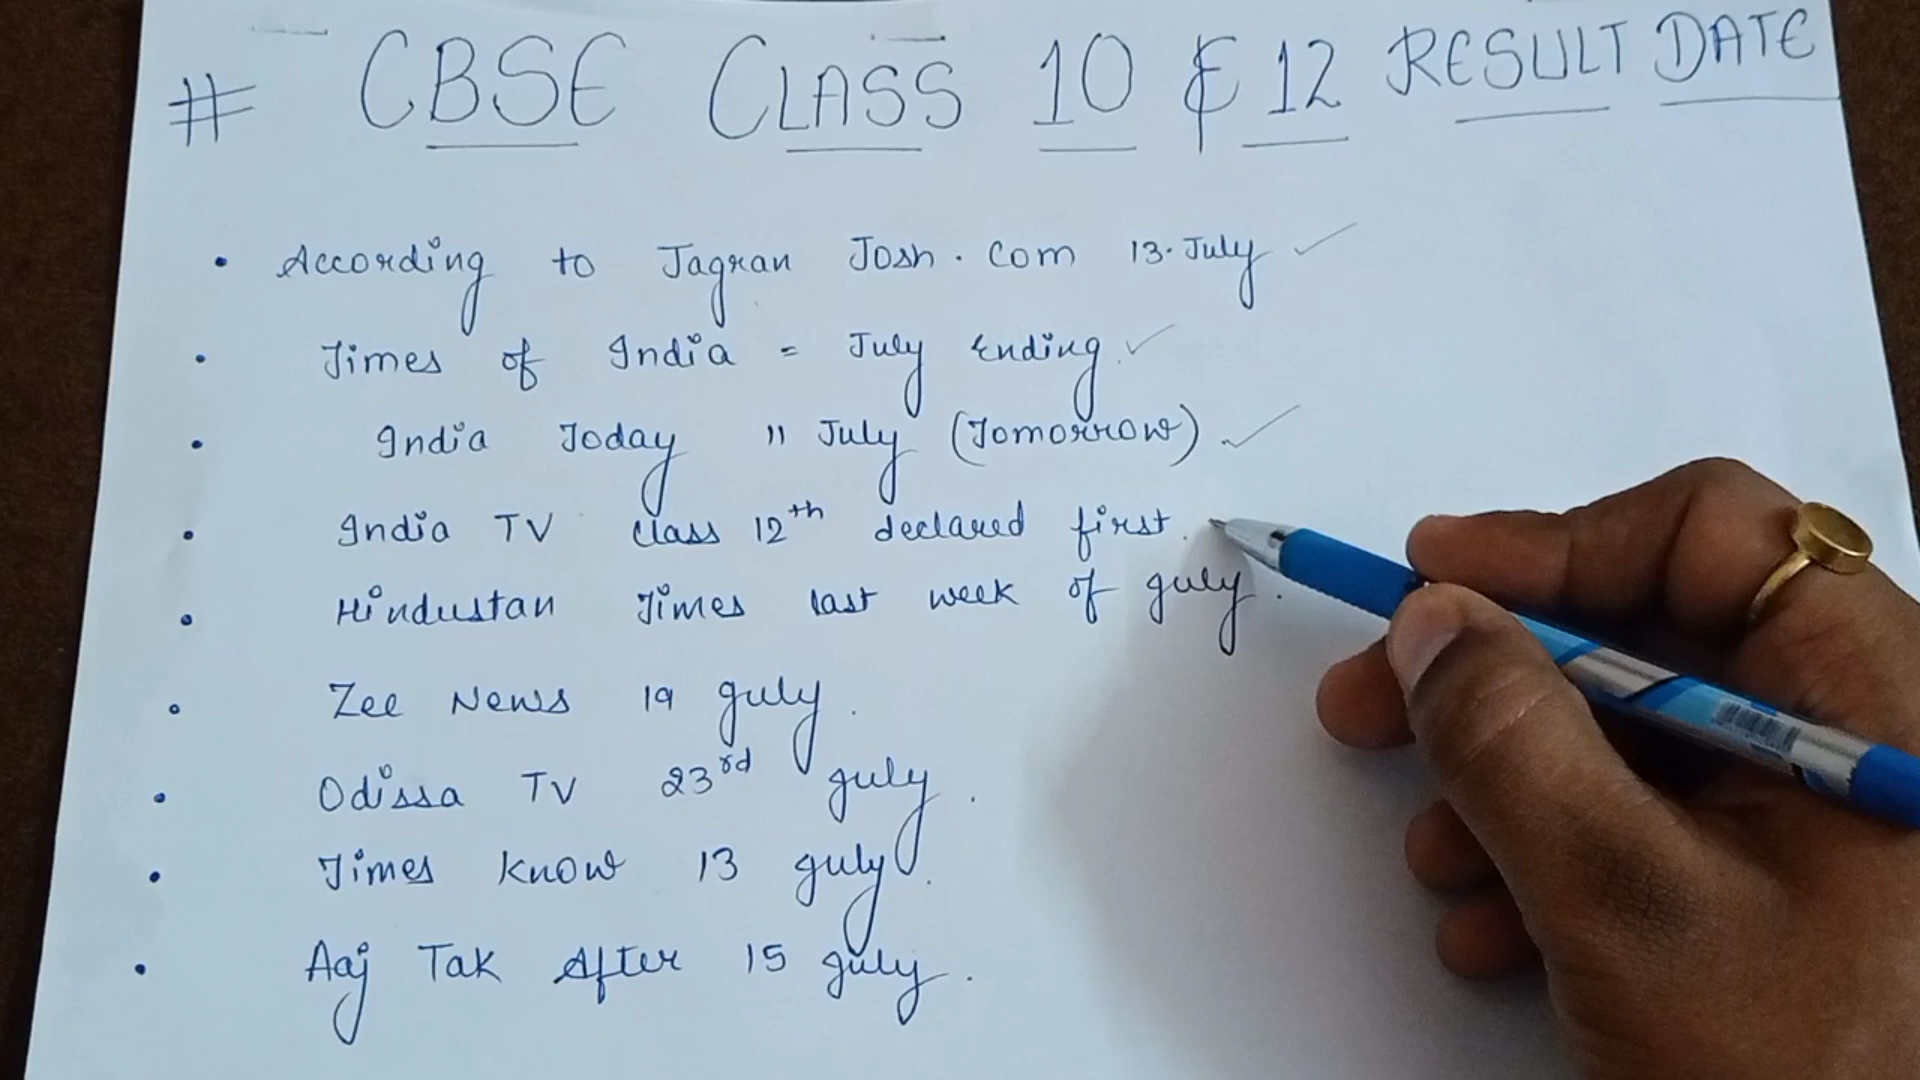 # CBSE CLASS 10 & 12 RESULT DATE
• According to Jagran Josh. Com 13. July ✓
• Times of India = July Ending. ✓
• India Today 11 July (Tomorrow) ✓
• India TV Class 12th declared first.
• Hindustan Times last week of july.
• Zee News 19 july.
• Odissa TV 23rd july.
• Times Know 13 july.
• Aaj Tak After 15 july.